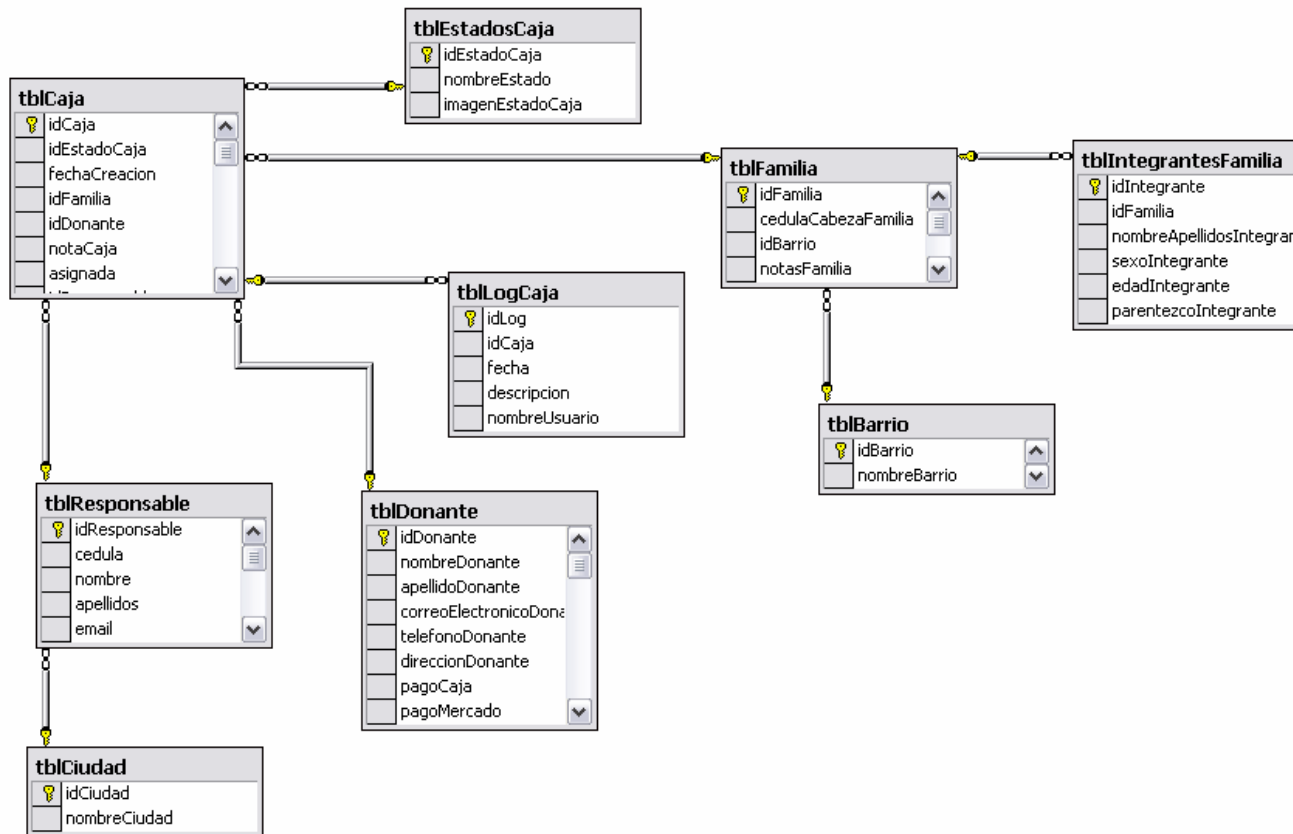 tblEstadosCaja
idEstadoCaja
nombreEstado
imagenEstadoCaja
tblCaja
idCaja
idEstadoCaja
fechaCreacion
idFamilia
idDonante
notaCaja
asignada
tblFamilia
idFamilia
cedulaCabezaFamilia
idBarrio
notasFamilia
tblIntegrantesFamilia
idIntegrante
idFamilia
nombreApellidosIntegran
sexoIntegrante
edadIntegrante
parentezcoIntegrante
tblLogCaja
idLog
idCaja
fecha
descripcion
nombreUsuario
tblBarrio
idBarrio
nombreBarrio
tblResponsable
idResponsable
cedula
nombre
apellidos
email
tblDonante
idDonante
nombreDonante
apellidoDonante
correoElectronicoDona
telefonoDonante
direccionDonante
pagoCaja
pagoMercado
tblCiudad
idCiudad
nombreCiudad